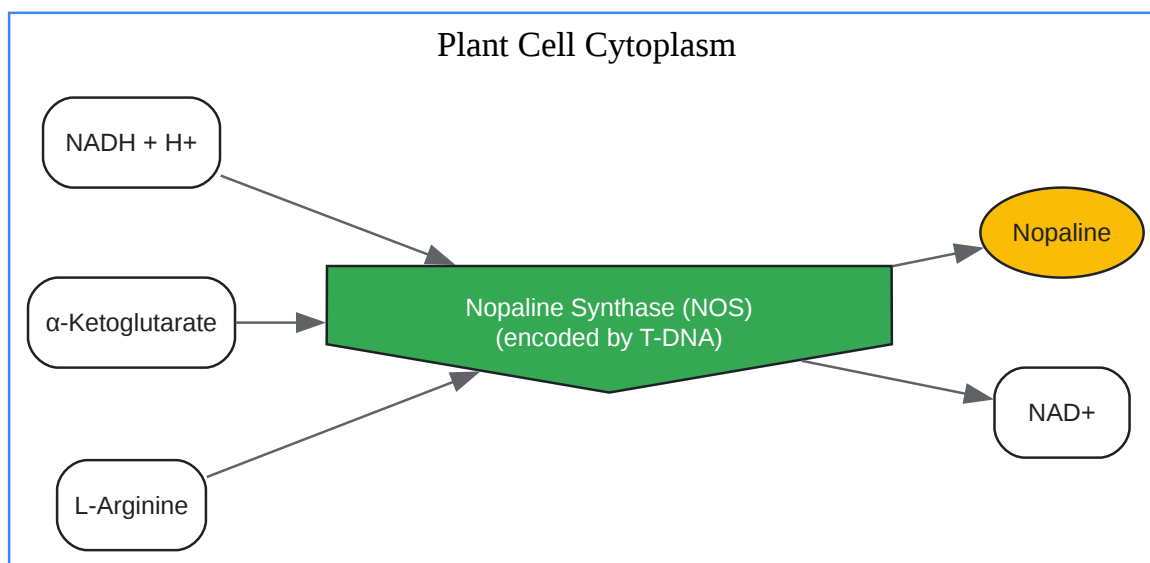 Plant Cell Cytoplasm
NADH + H+
α-Ketoglutarate
L-Arginine
Nopaline Synthase (NOS)
(encoded by T-DNA)
Nopaline
NAD+